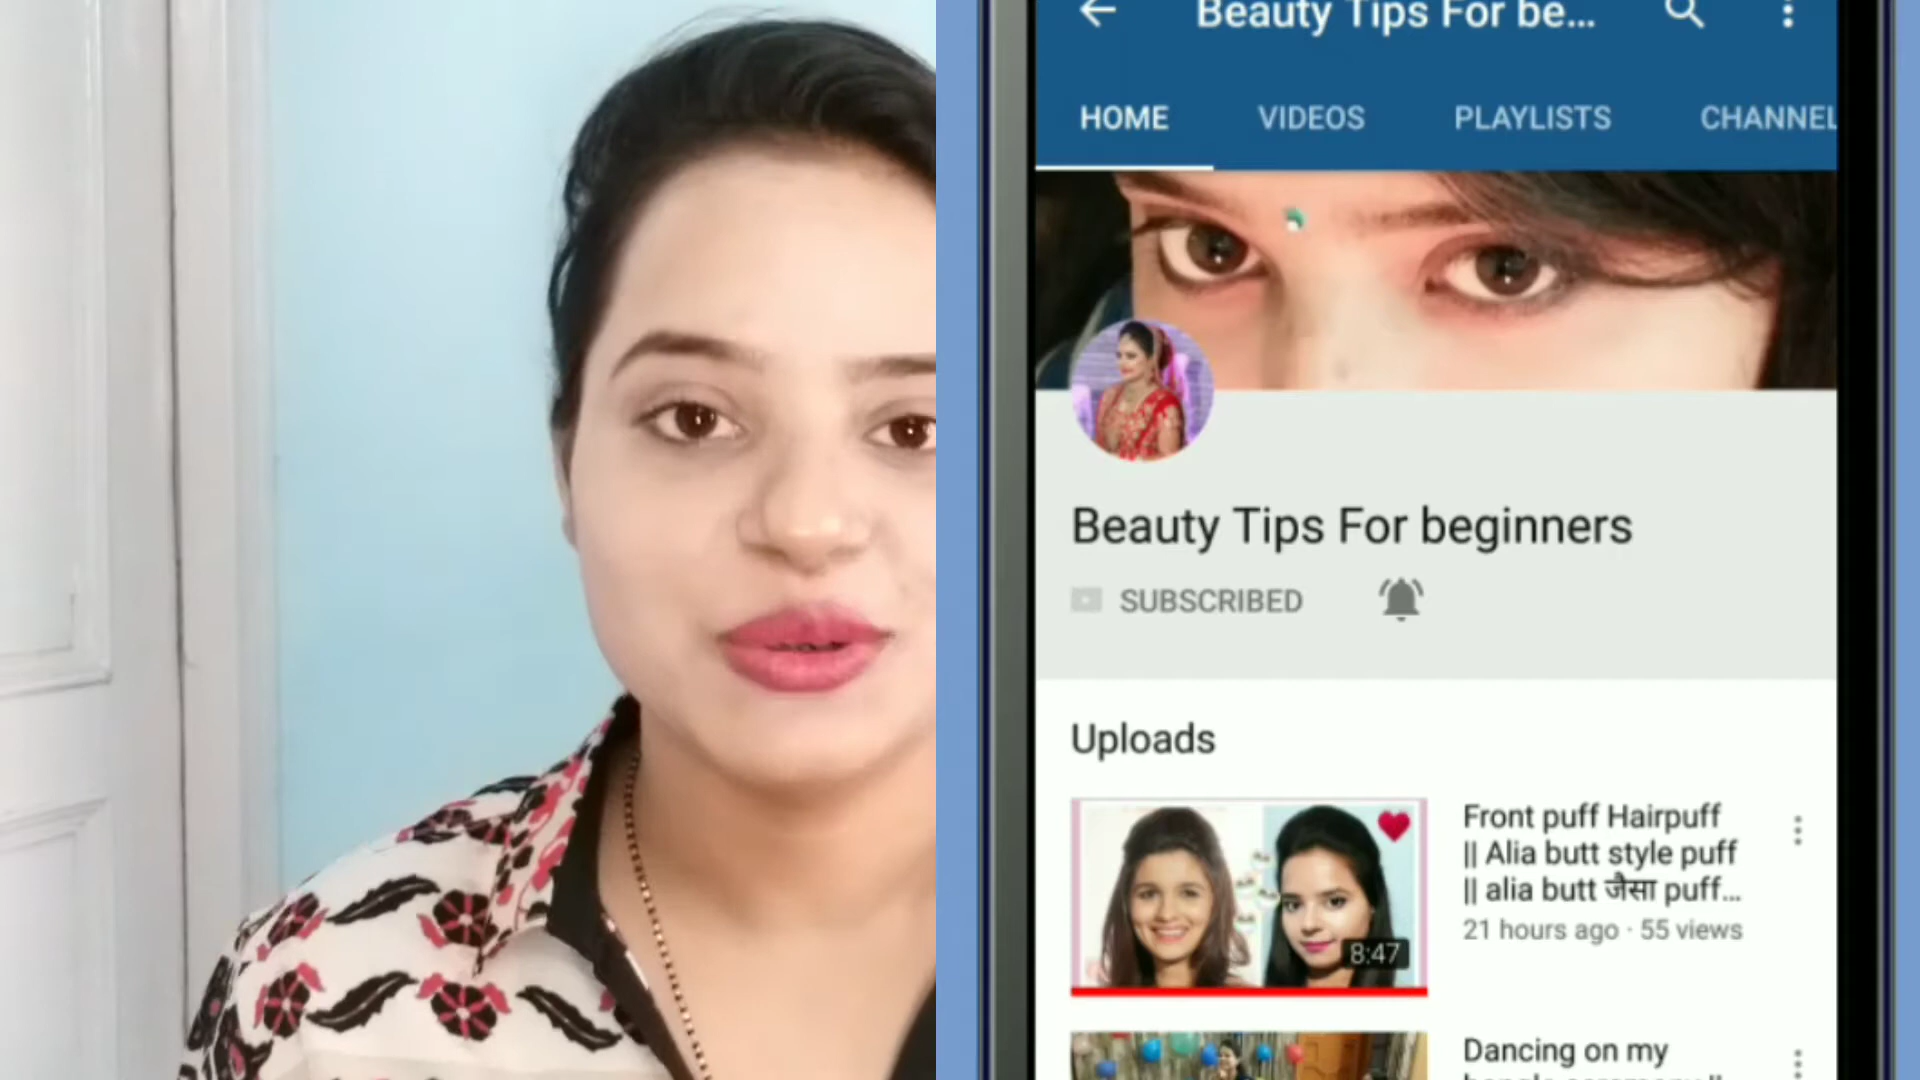 Beauty Tips For be...
HOME VIDEOS PLAYLISTS CHANNEL
Beauty Tips For beginners
SUBSCRIBED
Uploads
Front puff Hairpuff
|| Alia butt style puff
|| alia butt जैसा puff...
21 hours ago · 55 views
8:47
Dancing on my